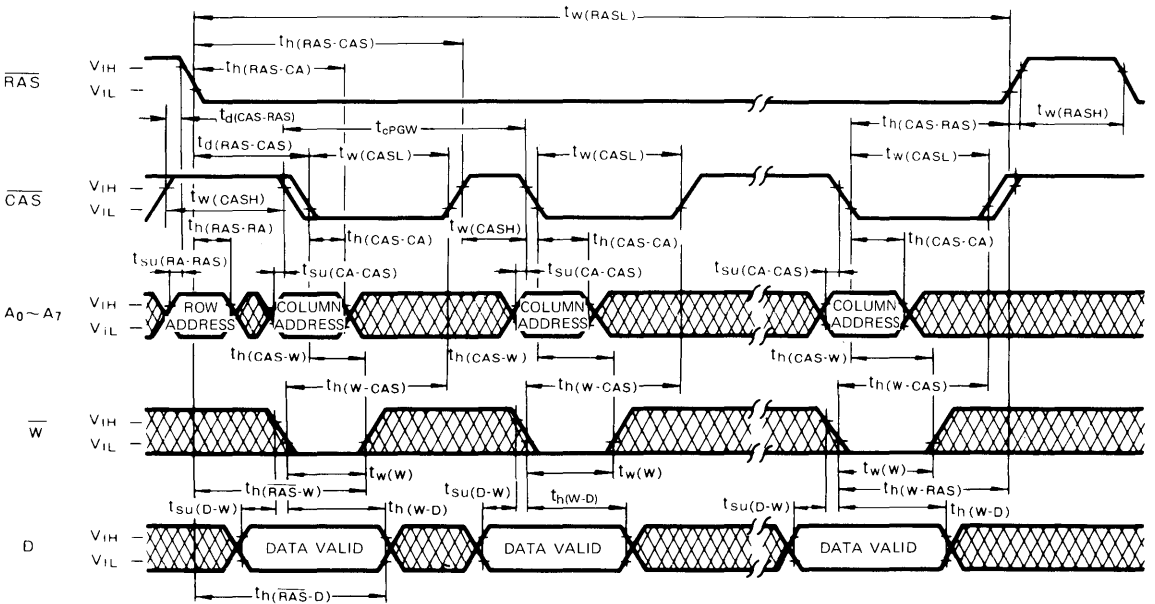 tw(RASL)
th(RAS-CAS)
th(RAS-CA)
RAS
VIH
VIL
td(CAS-RAS)
tcPGW
th(CAS-RAS)
tw(RASH)
td(RAS-CAS)
tw(CASL)
tw(CASL)
tw(CASL)
CAS
VIH
VIL
tw(CASH)
th(RAS-RA)
tw(CASH)
th(CAS-CA)
th(CAS-CA)
th(CAS-CA)
tsu(RA-RAS)
tsu(CA-CAS)
tsu(CA-CAS)
tsu(CA-CAS)
A0~A7
VIH
VIL
ROW ADDRESS
COLUMN ADDRESS
COLUMN ADDRESS
COLUMN ADDRESS
th(CAS-W)
th(CAS-W)
th(CAS-W)
th(W-CAS)
th(W-CAS)
th(W-CAS)
W
VIH
VIL
tw(W)
tw(W)
tw(W)
th(RAS-W)
th(W-RAS)
tsu(D-W)
th(W-D)
tsu(D-W)
th(W-D)
tsu(D-W)
th(W-D)
D
VIH
VIL
DATA VALID
DATA VALID
DATA VALID
th(RAS-D)